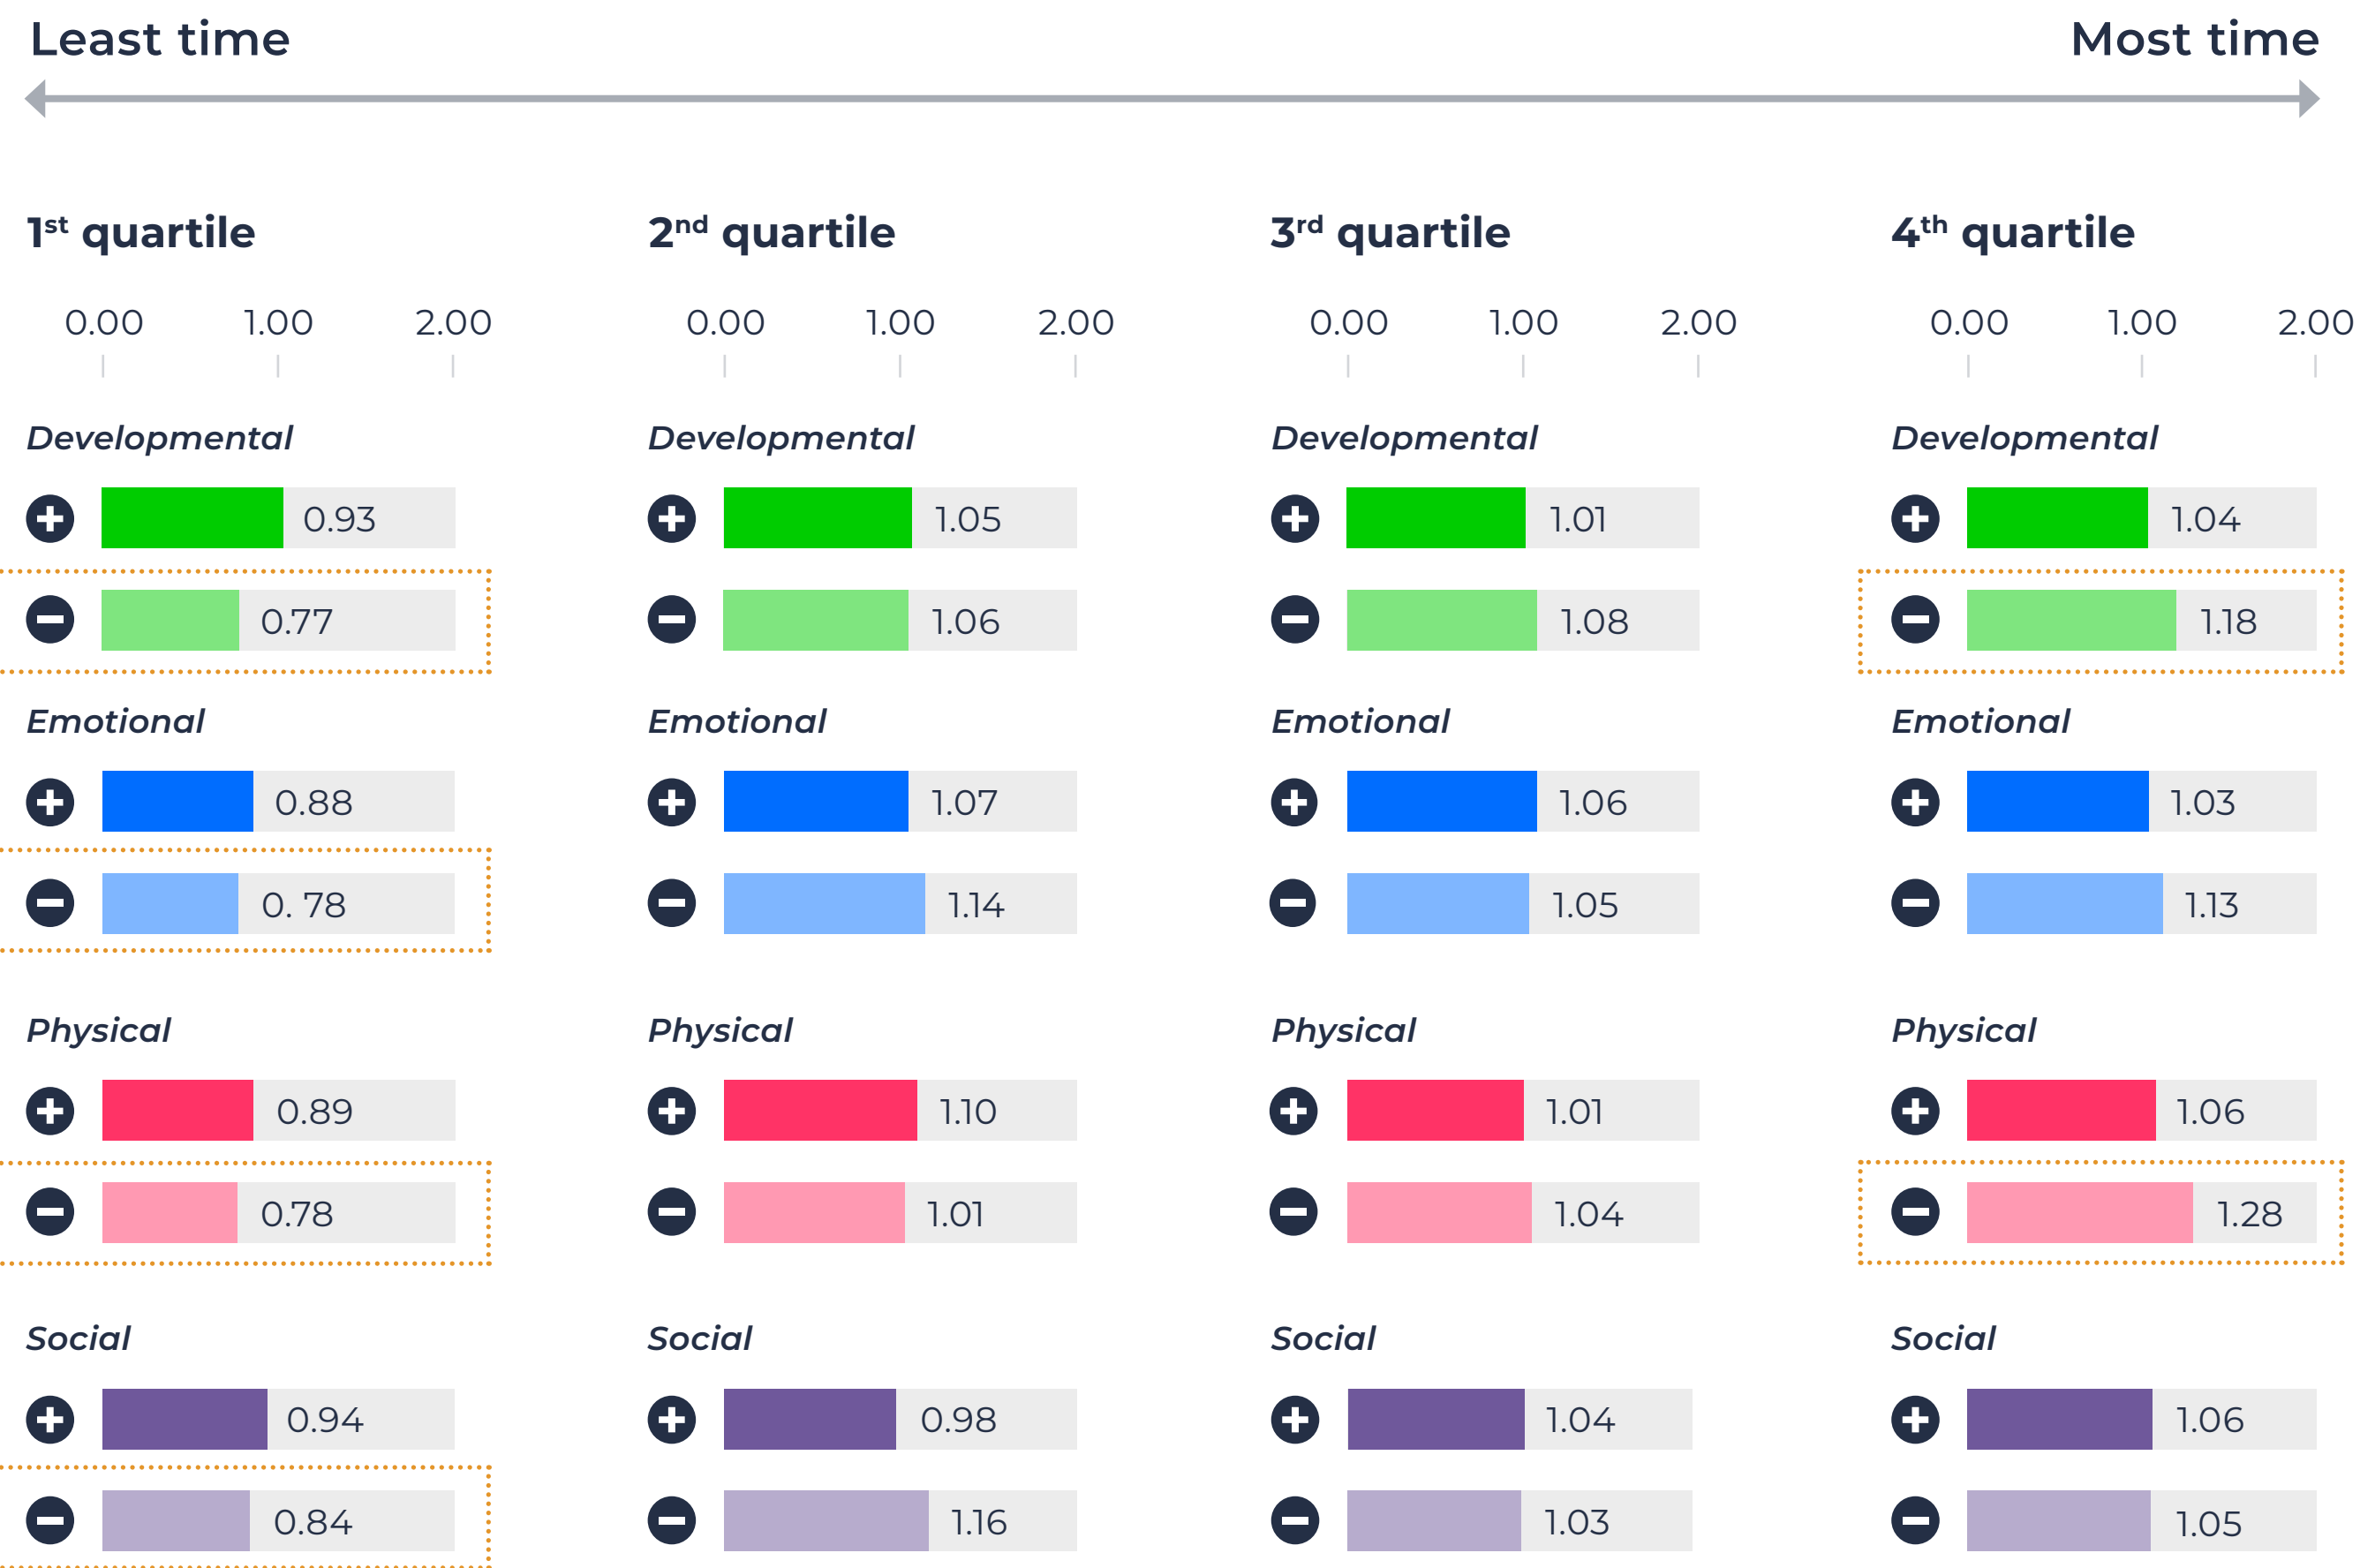 Least time Most time
1st quartile 2nd quartile 3rd quartile 4th quartile
0.00 1.00 2.00 0.00 1.00 2.00 0.00 1.00 2.00 0.00 1.00 2.00
Developmental Developmental Developmental Developmental
+ 0.93 + 1.05 + 1.01 + 1.04
− 0.77 − 1.06 − 1.08 − 1.18
Emotional Emotional Emotional Emotional
+ 0.88 + 1.07 + 1.06 + 1.03
− 0. 78 − 1.14 − 1.05 − 1.13
Physical Physical Physical Physical
+ 0.89 + 1.10 + 1.01 + 1.06
− 0.78 − 1.01 − 1.04 − 1.28
Social Social Social Social
+ 0.94 + 0.98 + 1.04 + 1.06
− 0.84 − 1.16 − 1.03 − 1.05